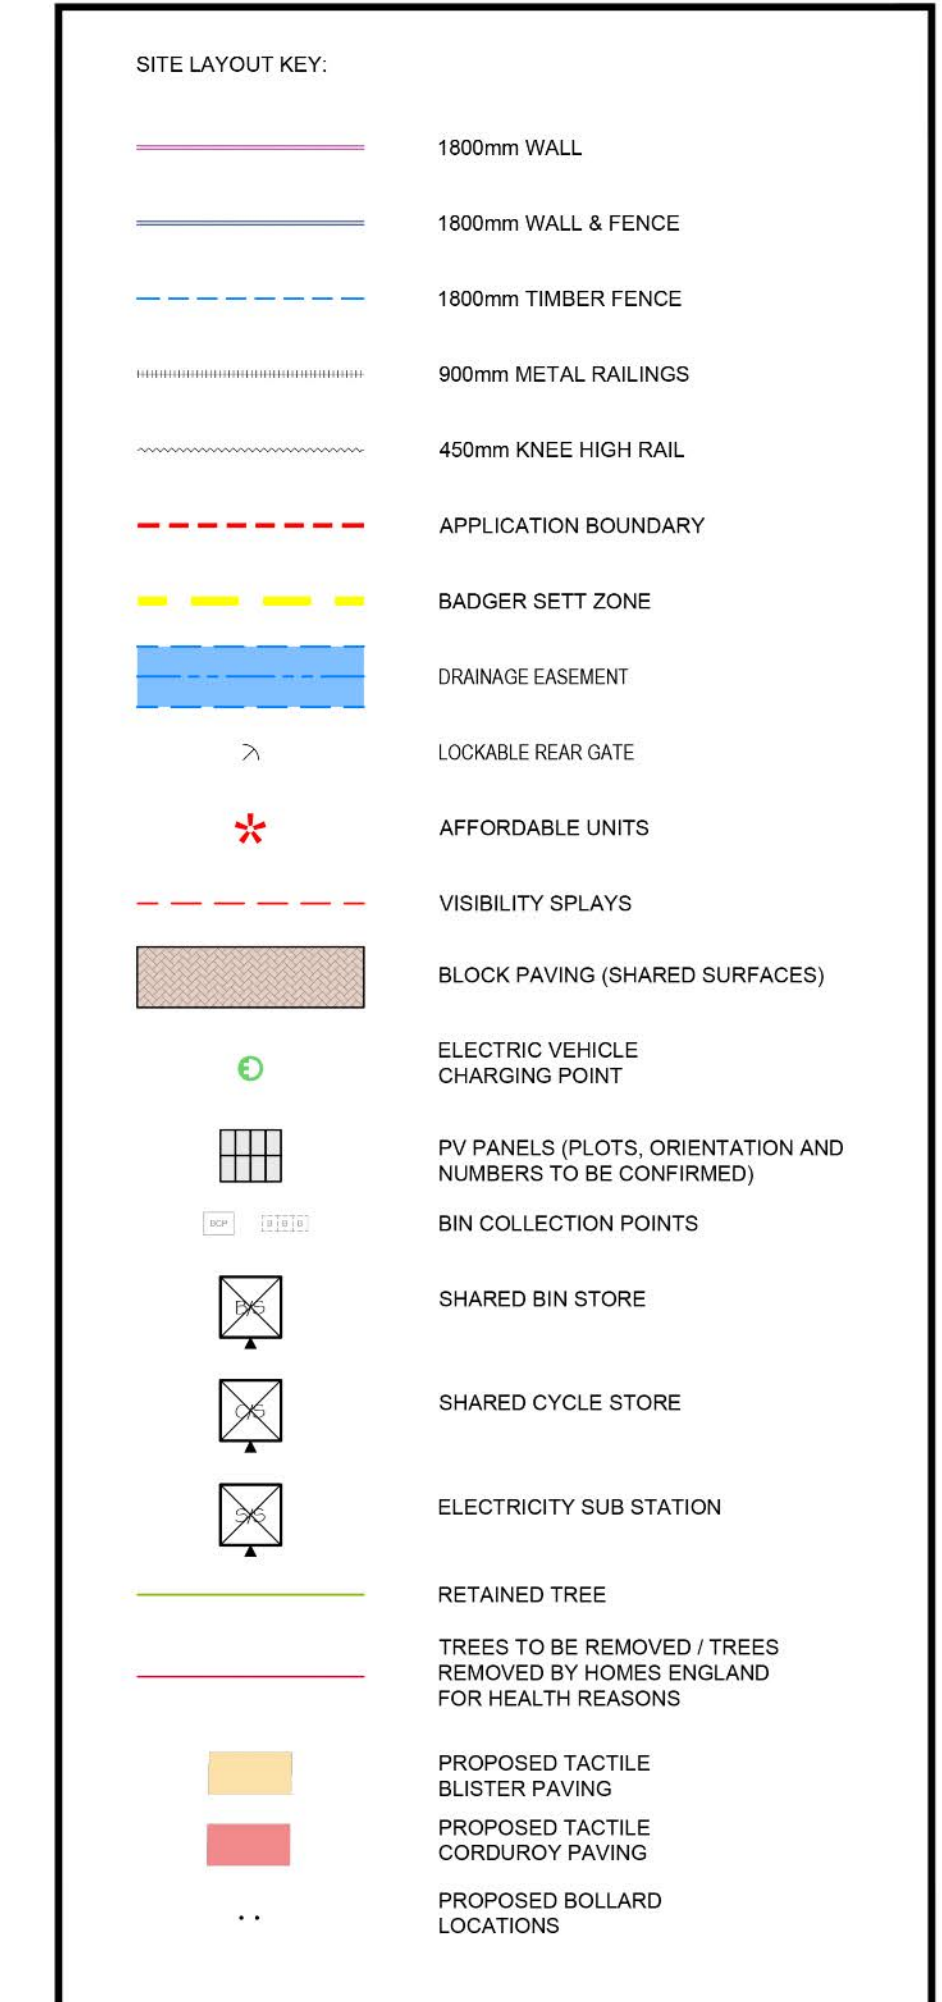 SITE LAYOUT KEY:
1800mm WALL
1800mm WALL & FENCE
1800mm TIMBER FENCE
900mm METAL RAILINGS
450mm KNEE HIGH RAIL
APPLICATION BOUNDARY
BADGER SETT ZONE
DRAINAGE EASEMENT
LOCKABLE REAR GATE
AFFORDABLE UNITS
VISIBILITY SPLAYS
BLOCK PAVING (SHARED SURFACES)
ELECTRIC VEHICLE
CHARGING POINT
PV PANELS (PLOTS, ORIENTATION AND
NUMBERS TO BE CONFIRMED)
BCP B B B BIN COLLECTION POINTS
B/S SHARED BIN STORE
C/S SHARED CYCLE STORE
S/S ELECTRICITY SUB STATION
RETAINED TREE
TREES TO BE REMOVED / TREES
REMOVED BY HOMES ENGLAND
FOR HEALTH REASONS
PROPOSED TACTILE
BLISTER PAVING
PROPOSED TACTILE
CORDUROY PAVING
PROPOSED BOLLARD
LOCATIONS